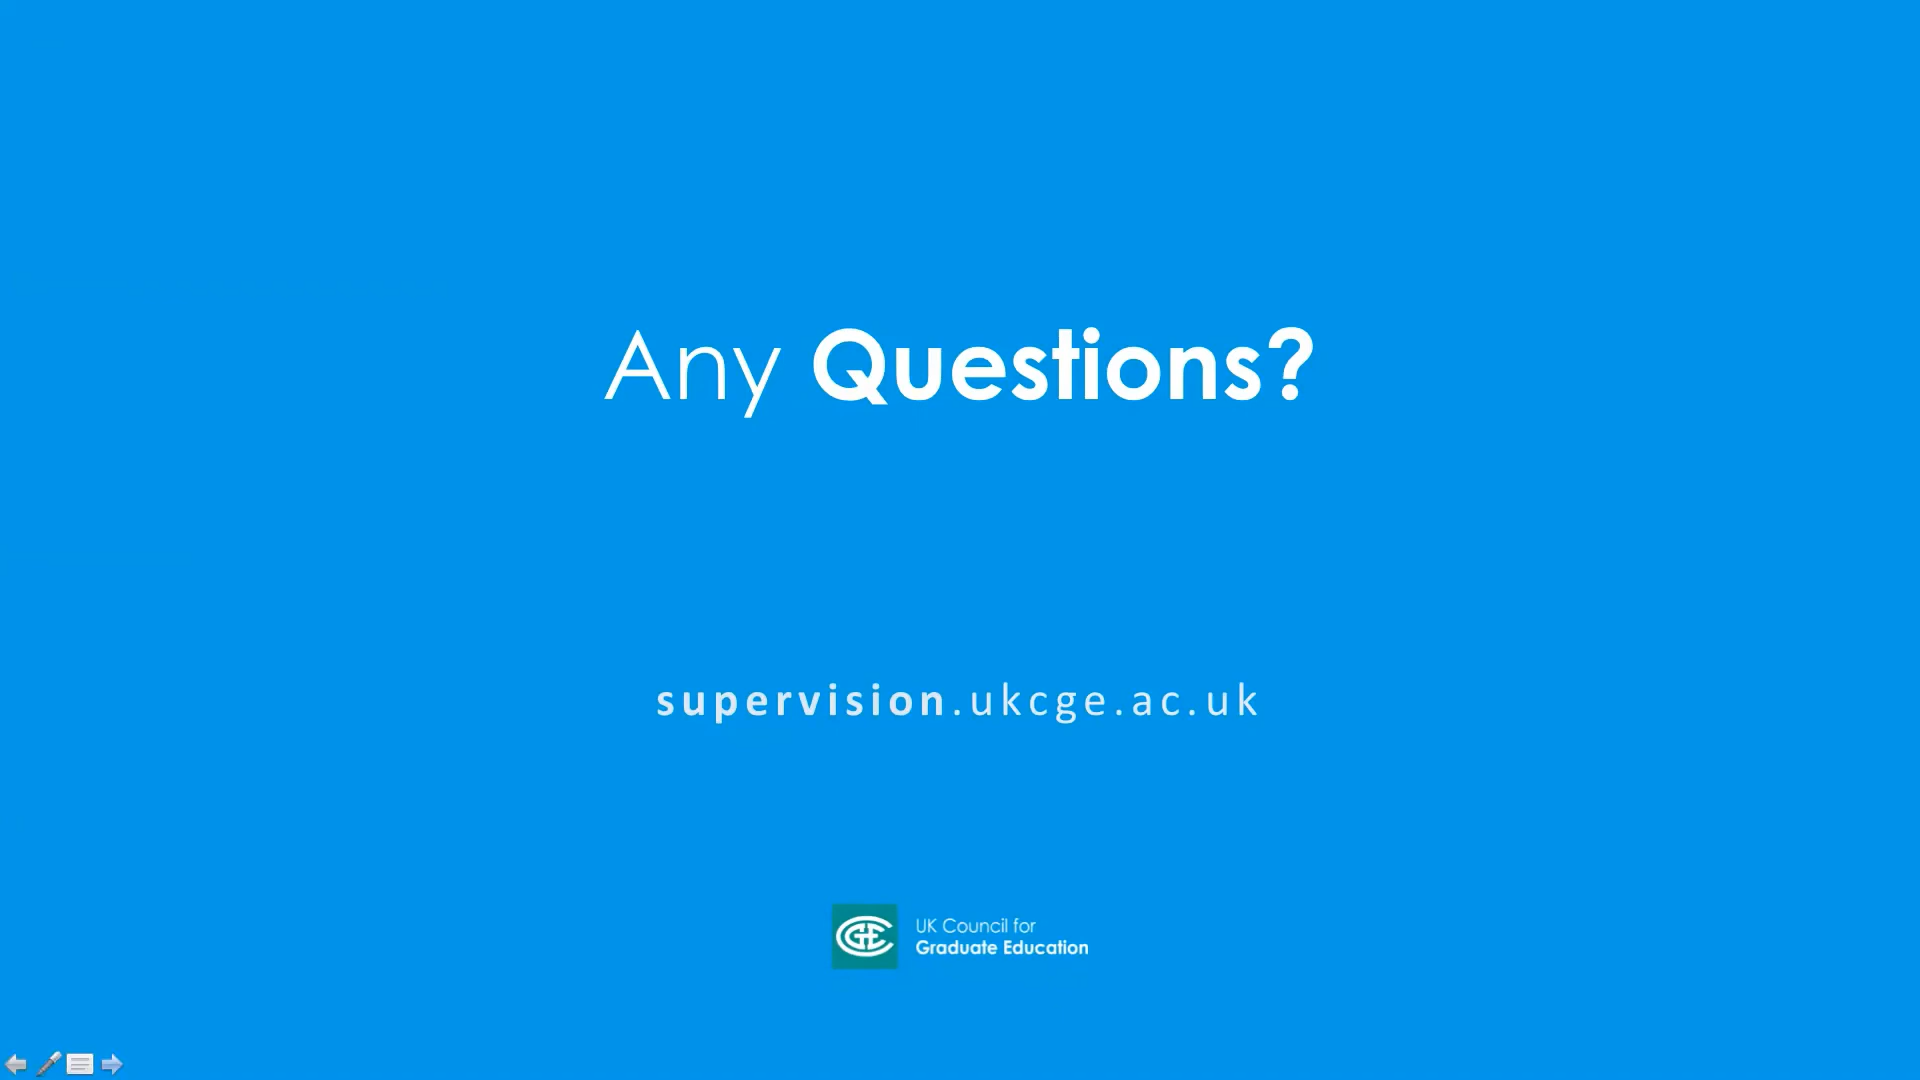 Any Questions?
supervision.ukcge.ac.uk
UK Council for
Graduate Education